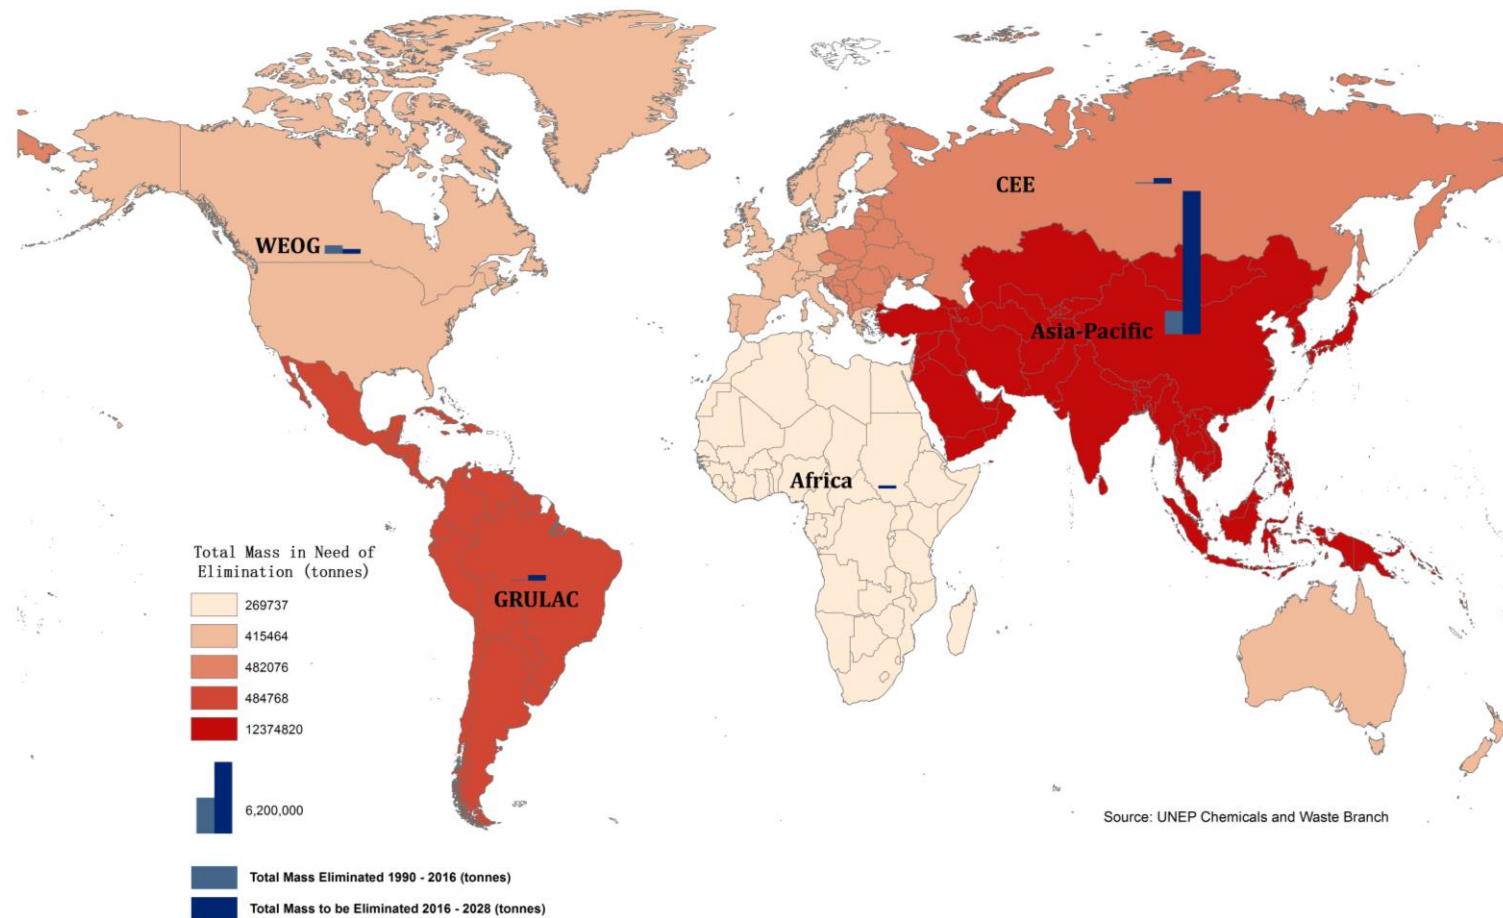 CEE
WEOG
Asia-Pacific
Africa
GRULAC
Total Mass in Need of
Elimination (tonnes)
269737
415464
482076
484768
12374820
6,200,000
Total Mass Eliminated 1990 - 2016 (tonnes)
Total Mass to be Eliminated 2016 - 2028 (tonnes)
Source: UNEP Chemicals and Waste Branch